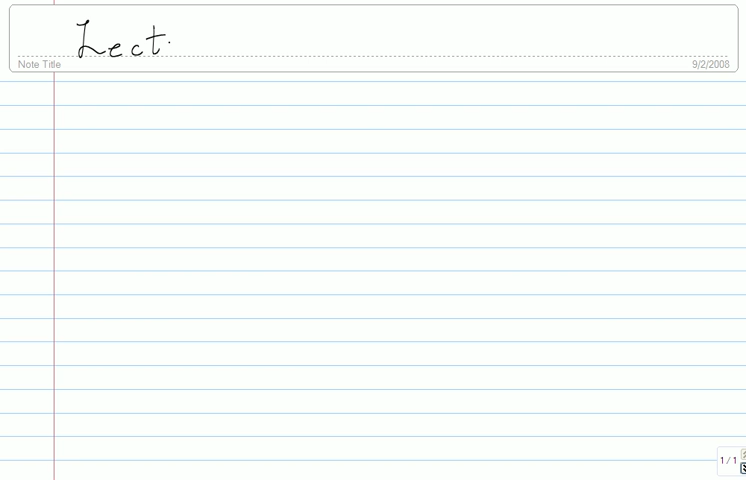 Lect.
Note Title
9/2/2008
1 / 1